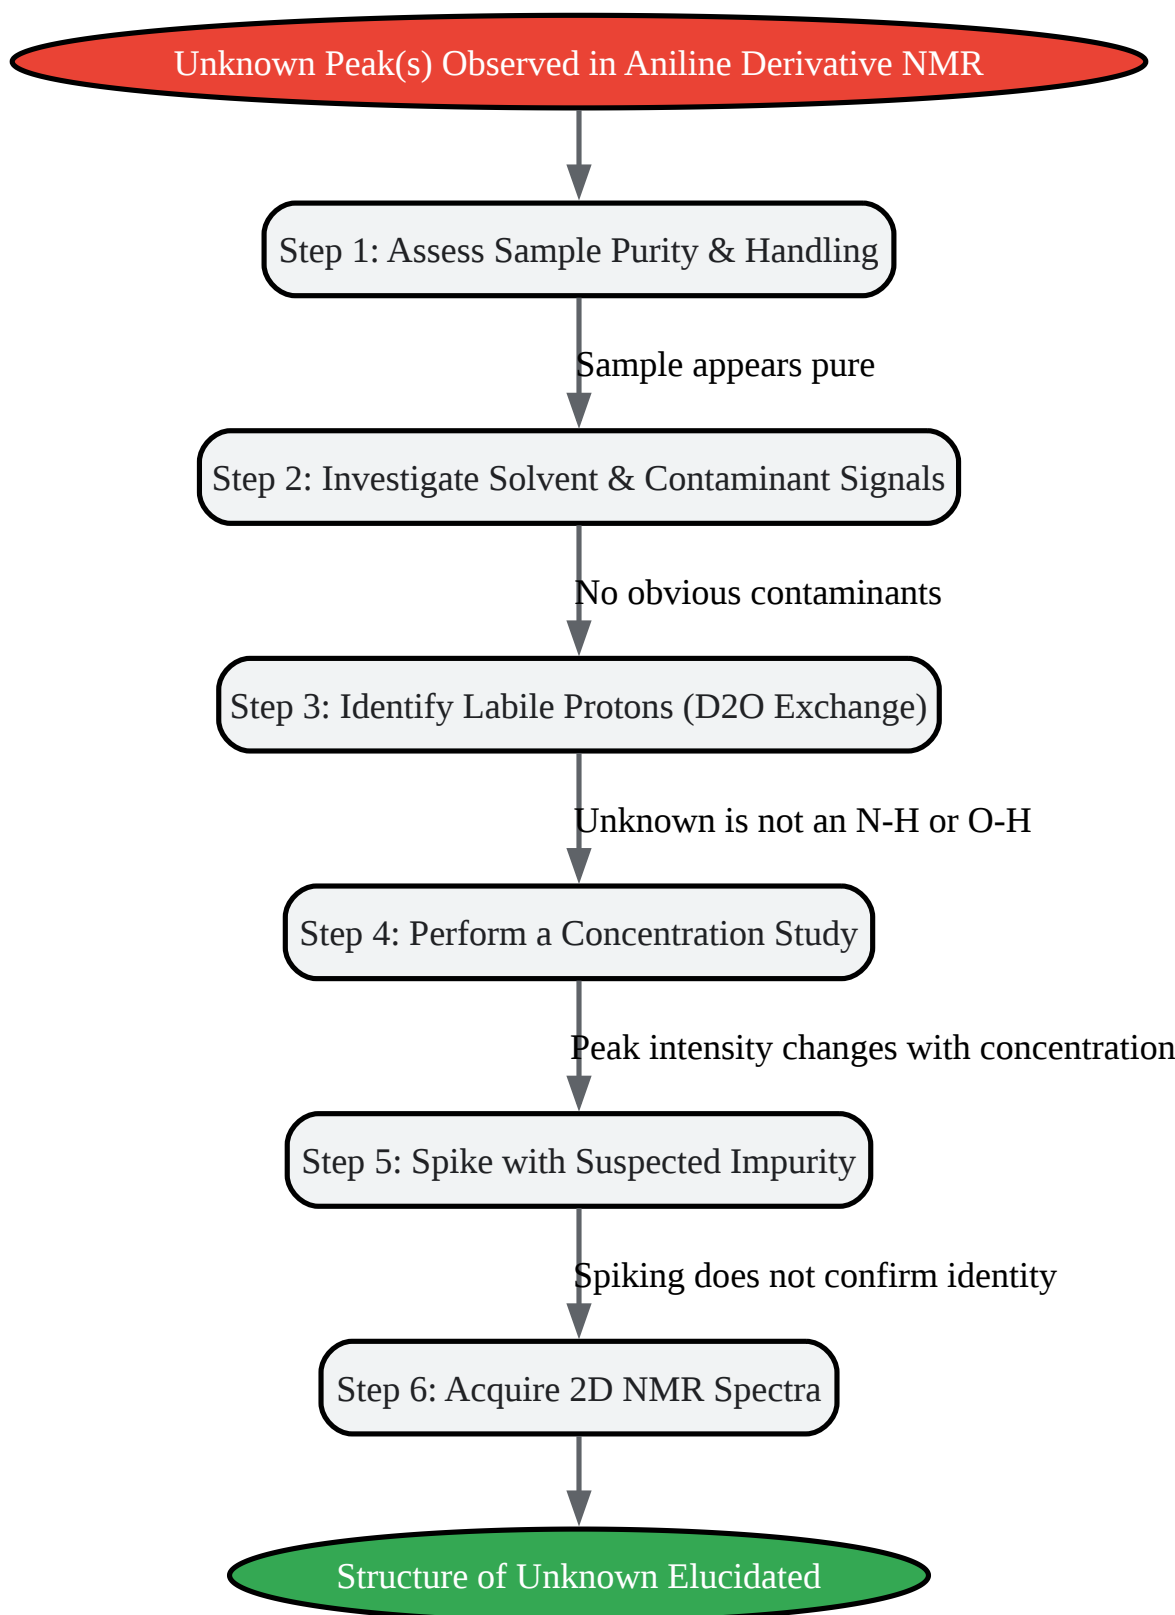 Unknown Peak(s) Observed in Aniline Derivative NMR
Step 1: Assess Sample Purity & Handling
Sample appears pure
Step 2: Investigate Solvent & Contaminant Signals
No obvious contaminants
Step 3: Identify Labile Protons (D2O Exchange)
Unknown is not an N-H or O-H
Step 4: Perform a Concentration Study
Peak intensity changes with concentration
Step 5: Spike with Suspected Impurity
Spiking does not confirm identity
Step 6: Acquire 2D NMR Spectra
Structure of Unknown Elucidated